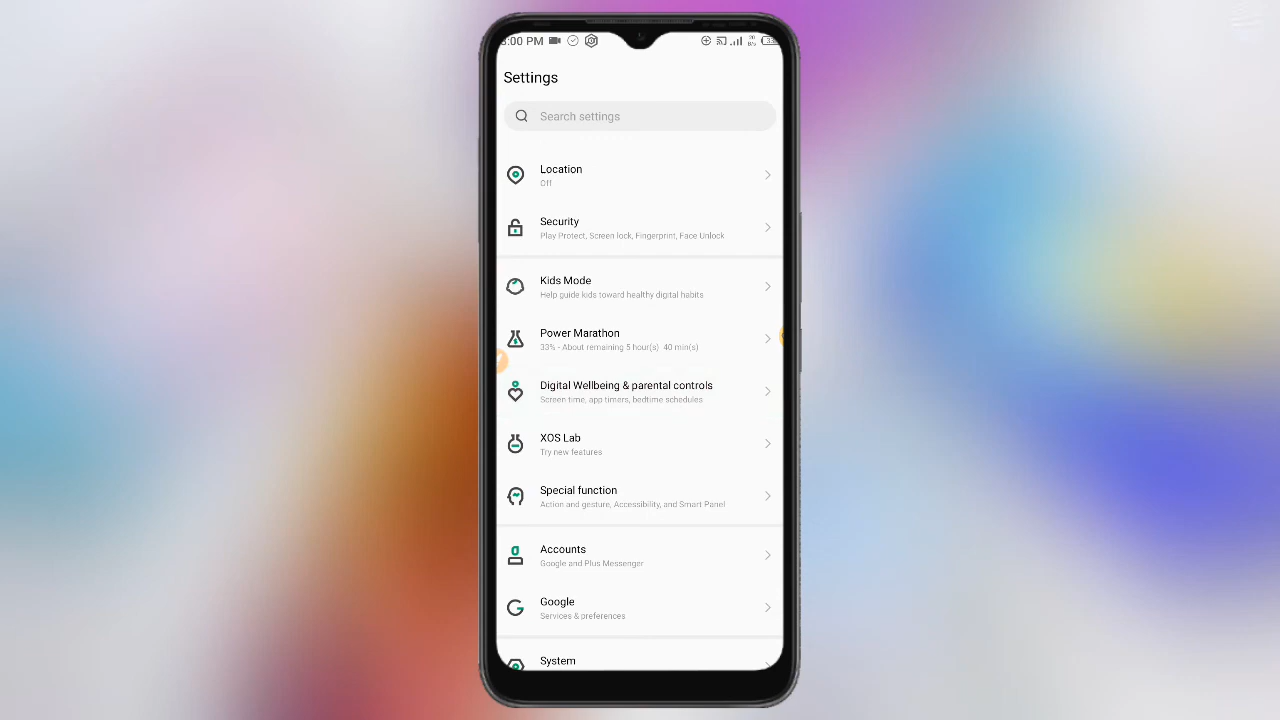 :00 PM
Settings
Search settings
Location
Off
Security
Play Protect, Screen lock, Fingerprint, Face Unlock
Kids Mode
Help guide kids toward healthy digital habits
Power Marathon
33% - About remaining 5 hour(s) 40 min(s)
Digital Wellbeing & parental controls
Screen time, app timers, bedtime schedules
XOS Lab
Try new features
Special function
Action and gesture, Accessibility, and Smart Panel
Accounts
Google and Plus Messenger
Google
Services & preferences
System